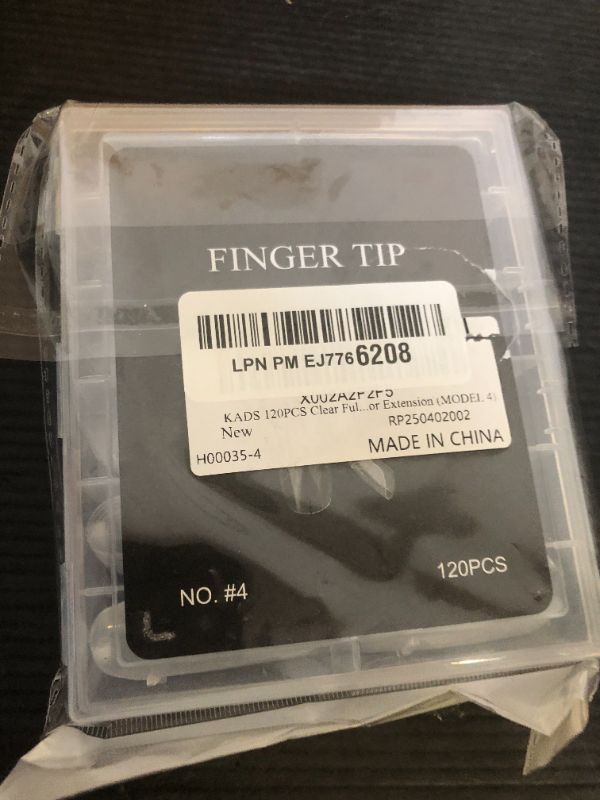 FINGER TIP
LPN PM EJ7766208
X002A2P2P5
KADS 120PCS Clear Ful...or Extension (MODEL 4)
New
RP250402002
H00035-4
MADE IN CHINA
120PCS
NO. #4